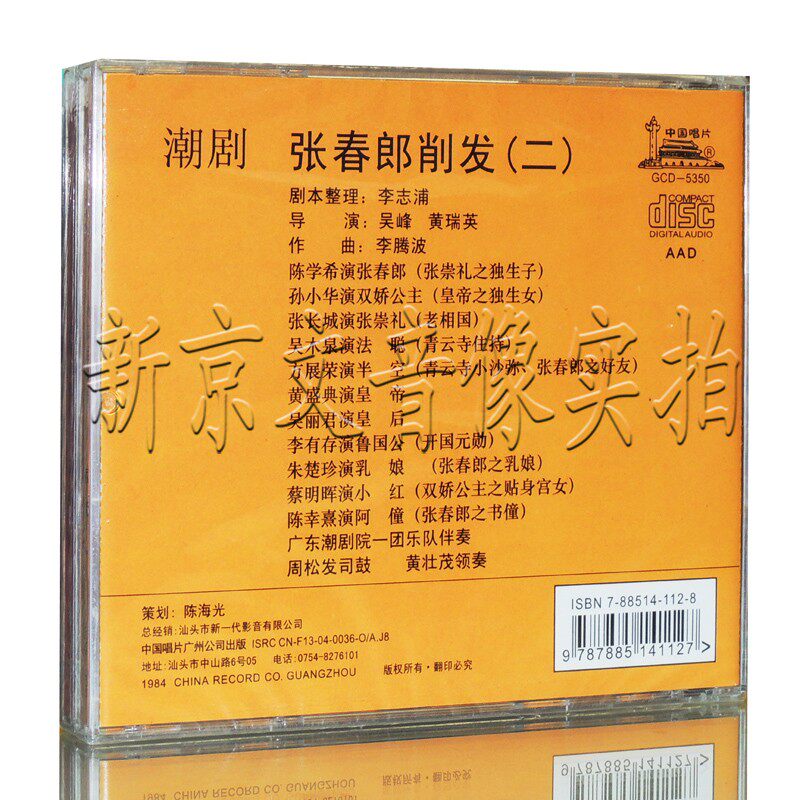 潮剧 张春郎削发(二)
中国唱片
®
GCD-5350
COMPACT
disc
DIGITAL AUDIO
AAD
剧本整理:李志浦
导 演:吴峰 黄瑞英
作 曲:李腾波
陈学希演张春郎(张崇礼之独生子)
孙小华演双娇公主(皇帝之独生女)
张长城演张崇礼(老相国)
吴木泉演法 聪(青云寺住持)
方展荣演半 空(青云寺小沙弥、张春郎之好友)
黄盛典演皇 帝
吴丽君演皇 后
李有存演鲁国公(开国元勋)
朱楚珍演乳 娘 (张春郎之乳娘)
蔡明晖演小 红(双娇公主之贴身宫女)
陈幸熹演阿 僮(张春郎之书僮)
广东潮剧院一团乐队伴奏
周松发司鼓 黄壮茂领奏
新京文音像实拍
策划:陈海光
总经销:汕头市新一代影音有限公司
中国唱片广州公司出版 ISRC CN-F13-04-0036-O/A.J8
地址:汕头市中山路6号05 电话:0754-8276101
1984 CHINA RECORD CO. GUANGZHOU
版权所有·翻印必究
ISBN 7-88514-112-8
9 787885 141127 >